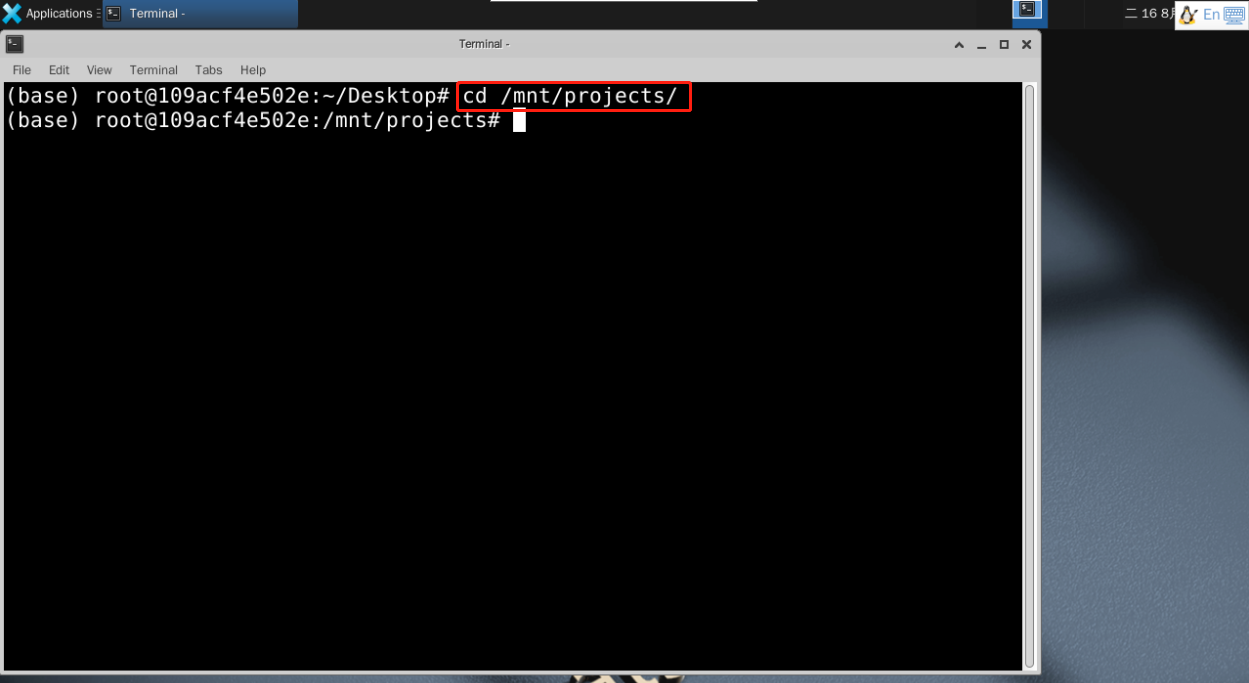 Applications
Terminal -
二 16 8月
En
Terminal -
File Edit View Terminal Tabs Help
(base) root@109acf4e502e:~/Desktop# cd /mnt/projects/
(base) root@109acf4e502e:/mnt/projects#